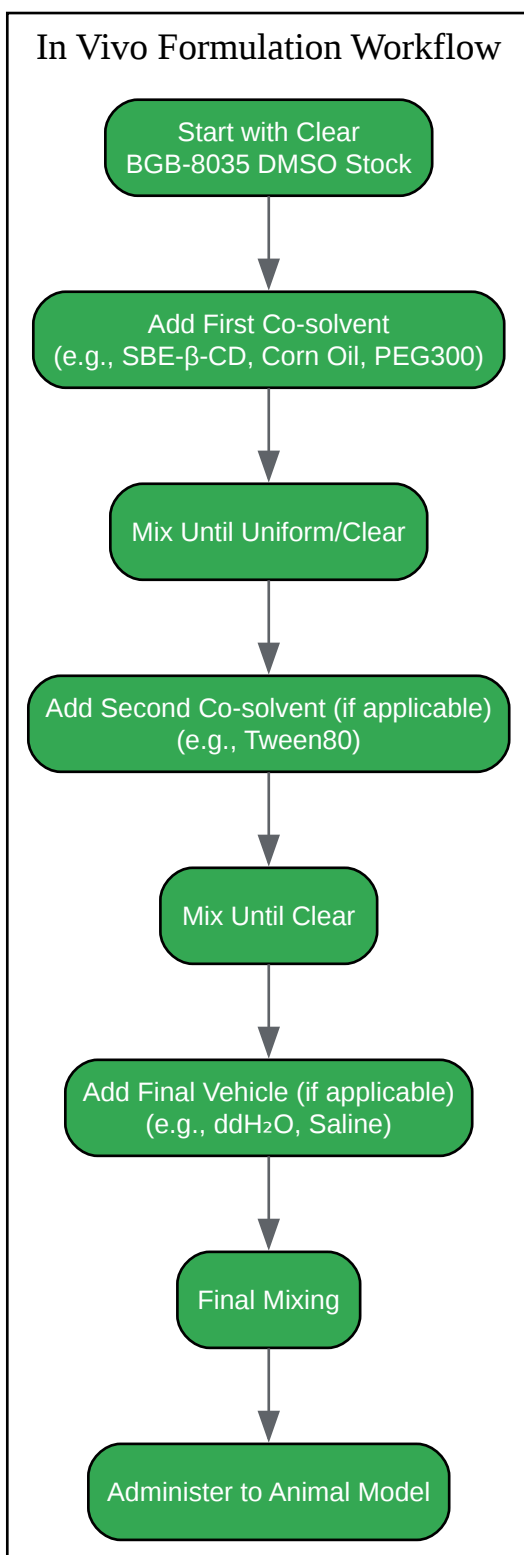 In Vivo Formulation Workflow
Start with Clear
BGB-8035 DMSO Stock
Add First Co-solvent
(e.g., SBE-β-CD, Corn Oil, PEG300)
Mix Until Uniform/Clear
Add Second Co-solvent (if applicable)
(e.g., Tween80)
Mix Until Clear
Add Final Vehicle (if applicable)
(e.g., ddH₂O, Saline)
Final Mixing
Administer to Animal Model